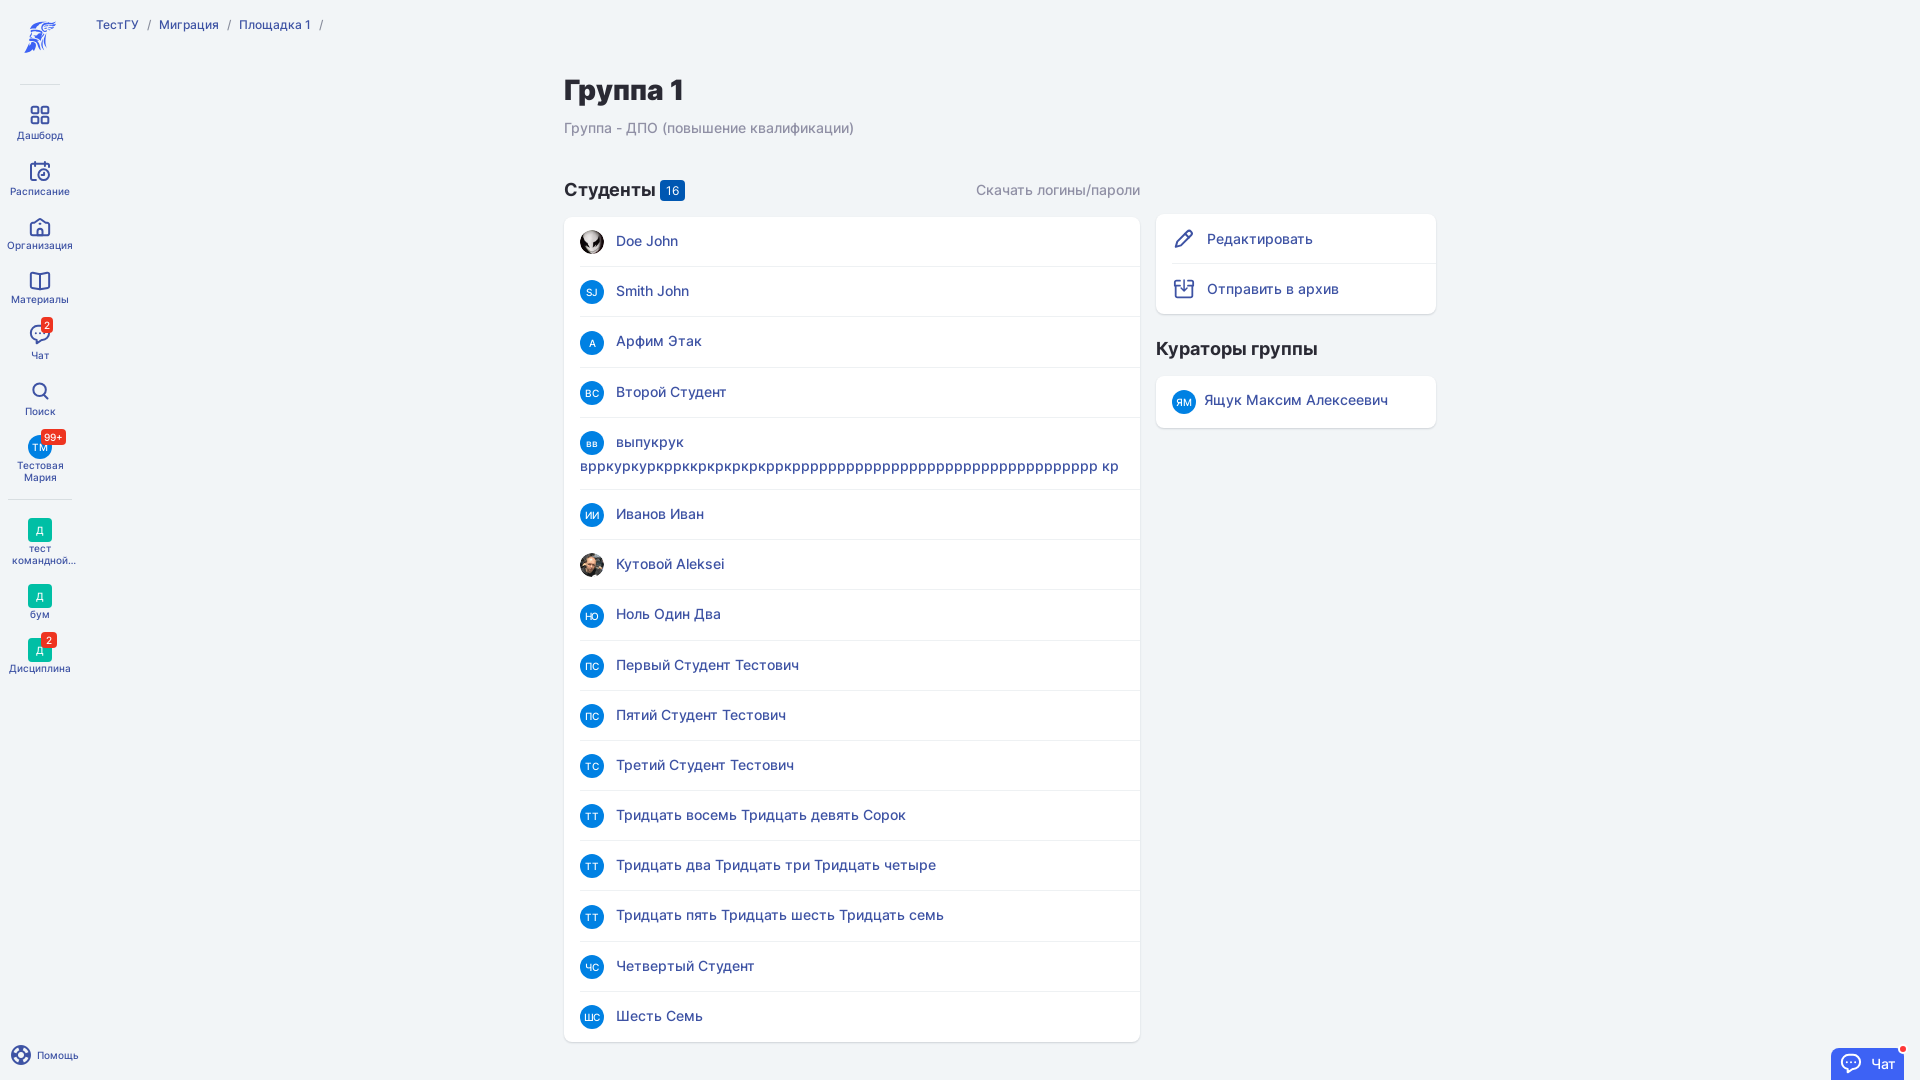 ТестГУ / Миграция / Площадка 1 /
Дашборд
Расписание
Организация
Материалы
2
Чат
Поиск
99+
ТМ
Тестовая
Мария
Д
тест
командной...
Д
бум
2
Д
Дисциплина
Помощь
Группа 1
Группа - ДПО (повышение квалификации)
Студенты 16
Скачать логины/пароли
Doe John
SJ Smith John
А Арфим Этак
ВС Второй Студент
вв выпукрук
Иванов Иван
ИИ
Кутовой Aleksei
НО Ноль Один Два
ПС Первый Студент Тестович
ПС Пятий Студент Тестович
ТС Третий Студент Тестович
ТТ Тридцать восемь Тридцать девять Сорок
ТТ Тридцать два Тридцать три Тридцать четыре
ТТ Тридцать пять Тридцать шесть Тридцать семь
ЧС Четвертый Студент
ШС Шесть Семь
Редактировать
Отправить в архив
Кураторы группы
ЯМ Ящук Максим Алексеевич
Чат